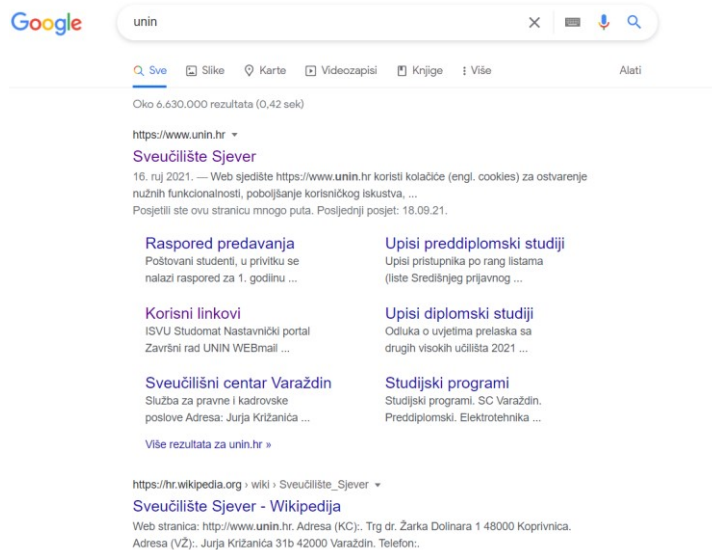 Google
unin
Sve Slike Karte Videozapisi Knjige Više Alati
Oko 6.630.000 rezultata (0,42 sek)
https://www.unin.hr
Sveučilište Sjever
16. ruj 2021. — Web sjedište https://www.unin.hr koristi kolačiće (engl. cookies) za ostvarenje
nužnih funkcionalnosti, poboljšanje korisničkog iskustva, ...
Posjetili ste ovu stranicu mnogo puta. Posljednji posjet: 18.09.21.
Raspored predavanja
Poštovani studenti, u privitku se
nalazi raspored za 1. godiinu ...
Upisi preddiplomski studiji
Upisi pristupnika po rang listama
(liste Središnjeg prijavnog ...
Korisni linkovi
ISVU Studomat Nastavnički portal
Završni rad UNIN WEBmail ...
Upisi diplomski studiji
Odluka o uvjetima prelaska sa
drugih visokih učilišta 2021 ...
Sveučilišni centar Varaždin
Služba za pravne i kadrovske
poslove Adresa: Jurja Križanića ...
Studijski programi
Studijski programi. SC Varaždin.
Preddiplomski. Elektrotehnika ...
Više rezultata za unin.hr »
https://hr.wikipedia.org › wiki › Sveučilište_Sjever
Sveučilište Sjever - Wikipedija
Web stranica: http://www.unin.hr. Adresa (KC):. Trg dr. Žarka Dolinara 1 48000 Koprivnica.
Adresa (VŽ):. Jurja Križanića 31b 42000 Varaždin. Telefon:.